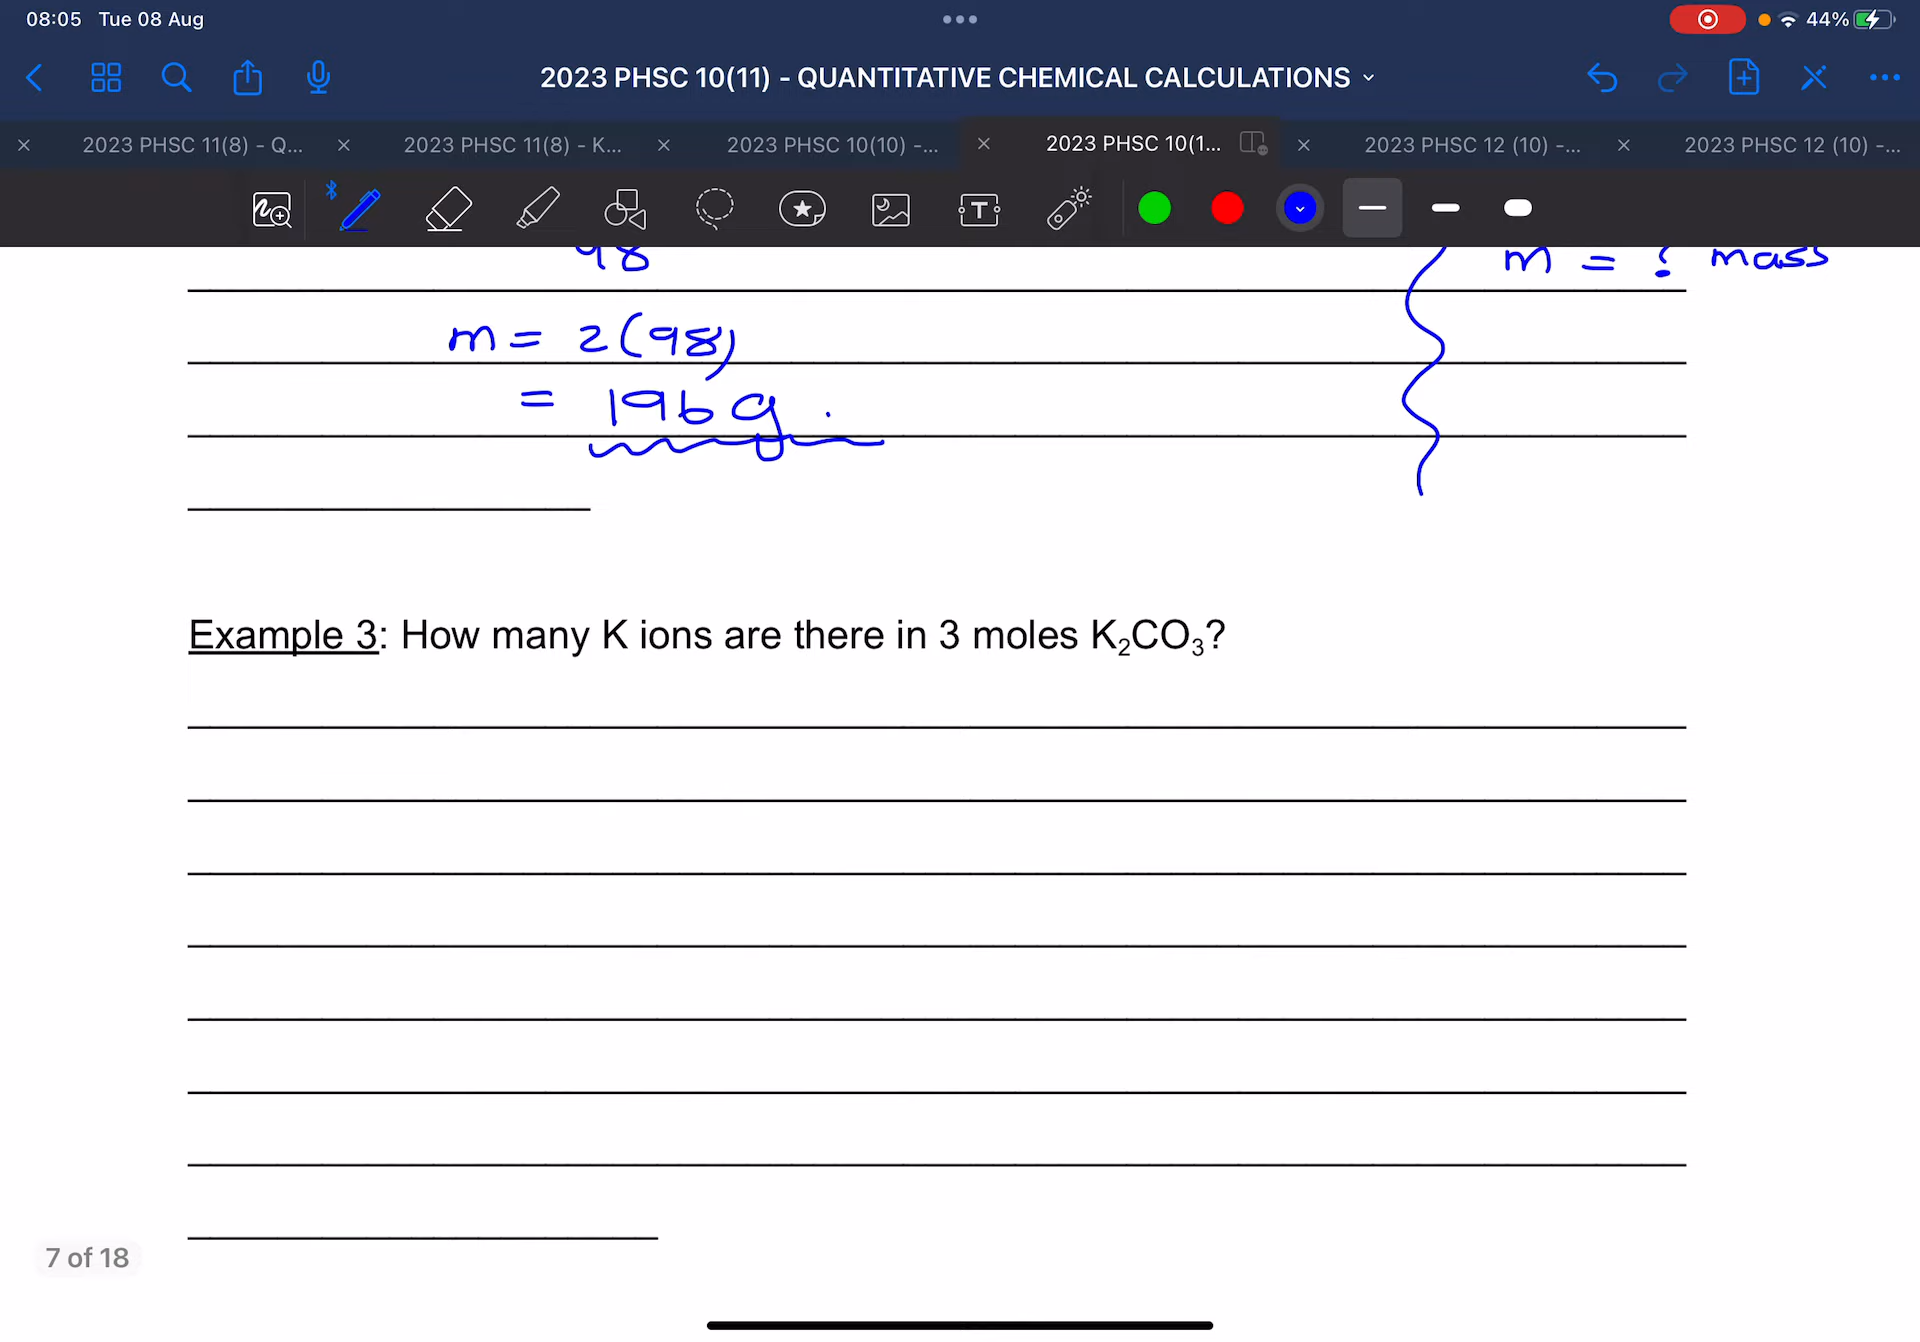 08:05 Tue 08 Aug
44%
2023 PHSC 10(11) - QUANTITATIVE CHEMICAL CALCULATIONS
2023 PHSC 11(8) - Q... 2023 PHSC 11(8) - K... 2023 PHSC 10(10) -... 2023 PHSC 10(1... 2023 PHSC 12 (10) -... 2023 PHSC 12 (10) -...
T
98 m = ? mass
m = 2(98)
= 196 g.
Example 3: How many K ions are there in 3 moles K₂CO₃?
7 of 18